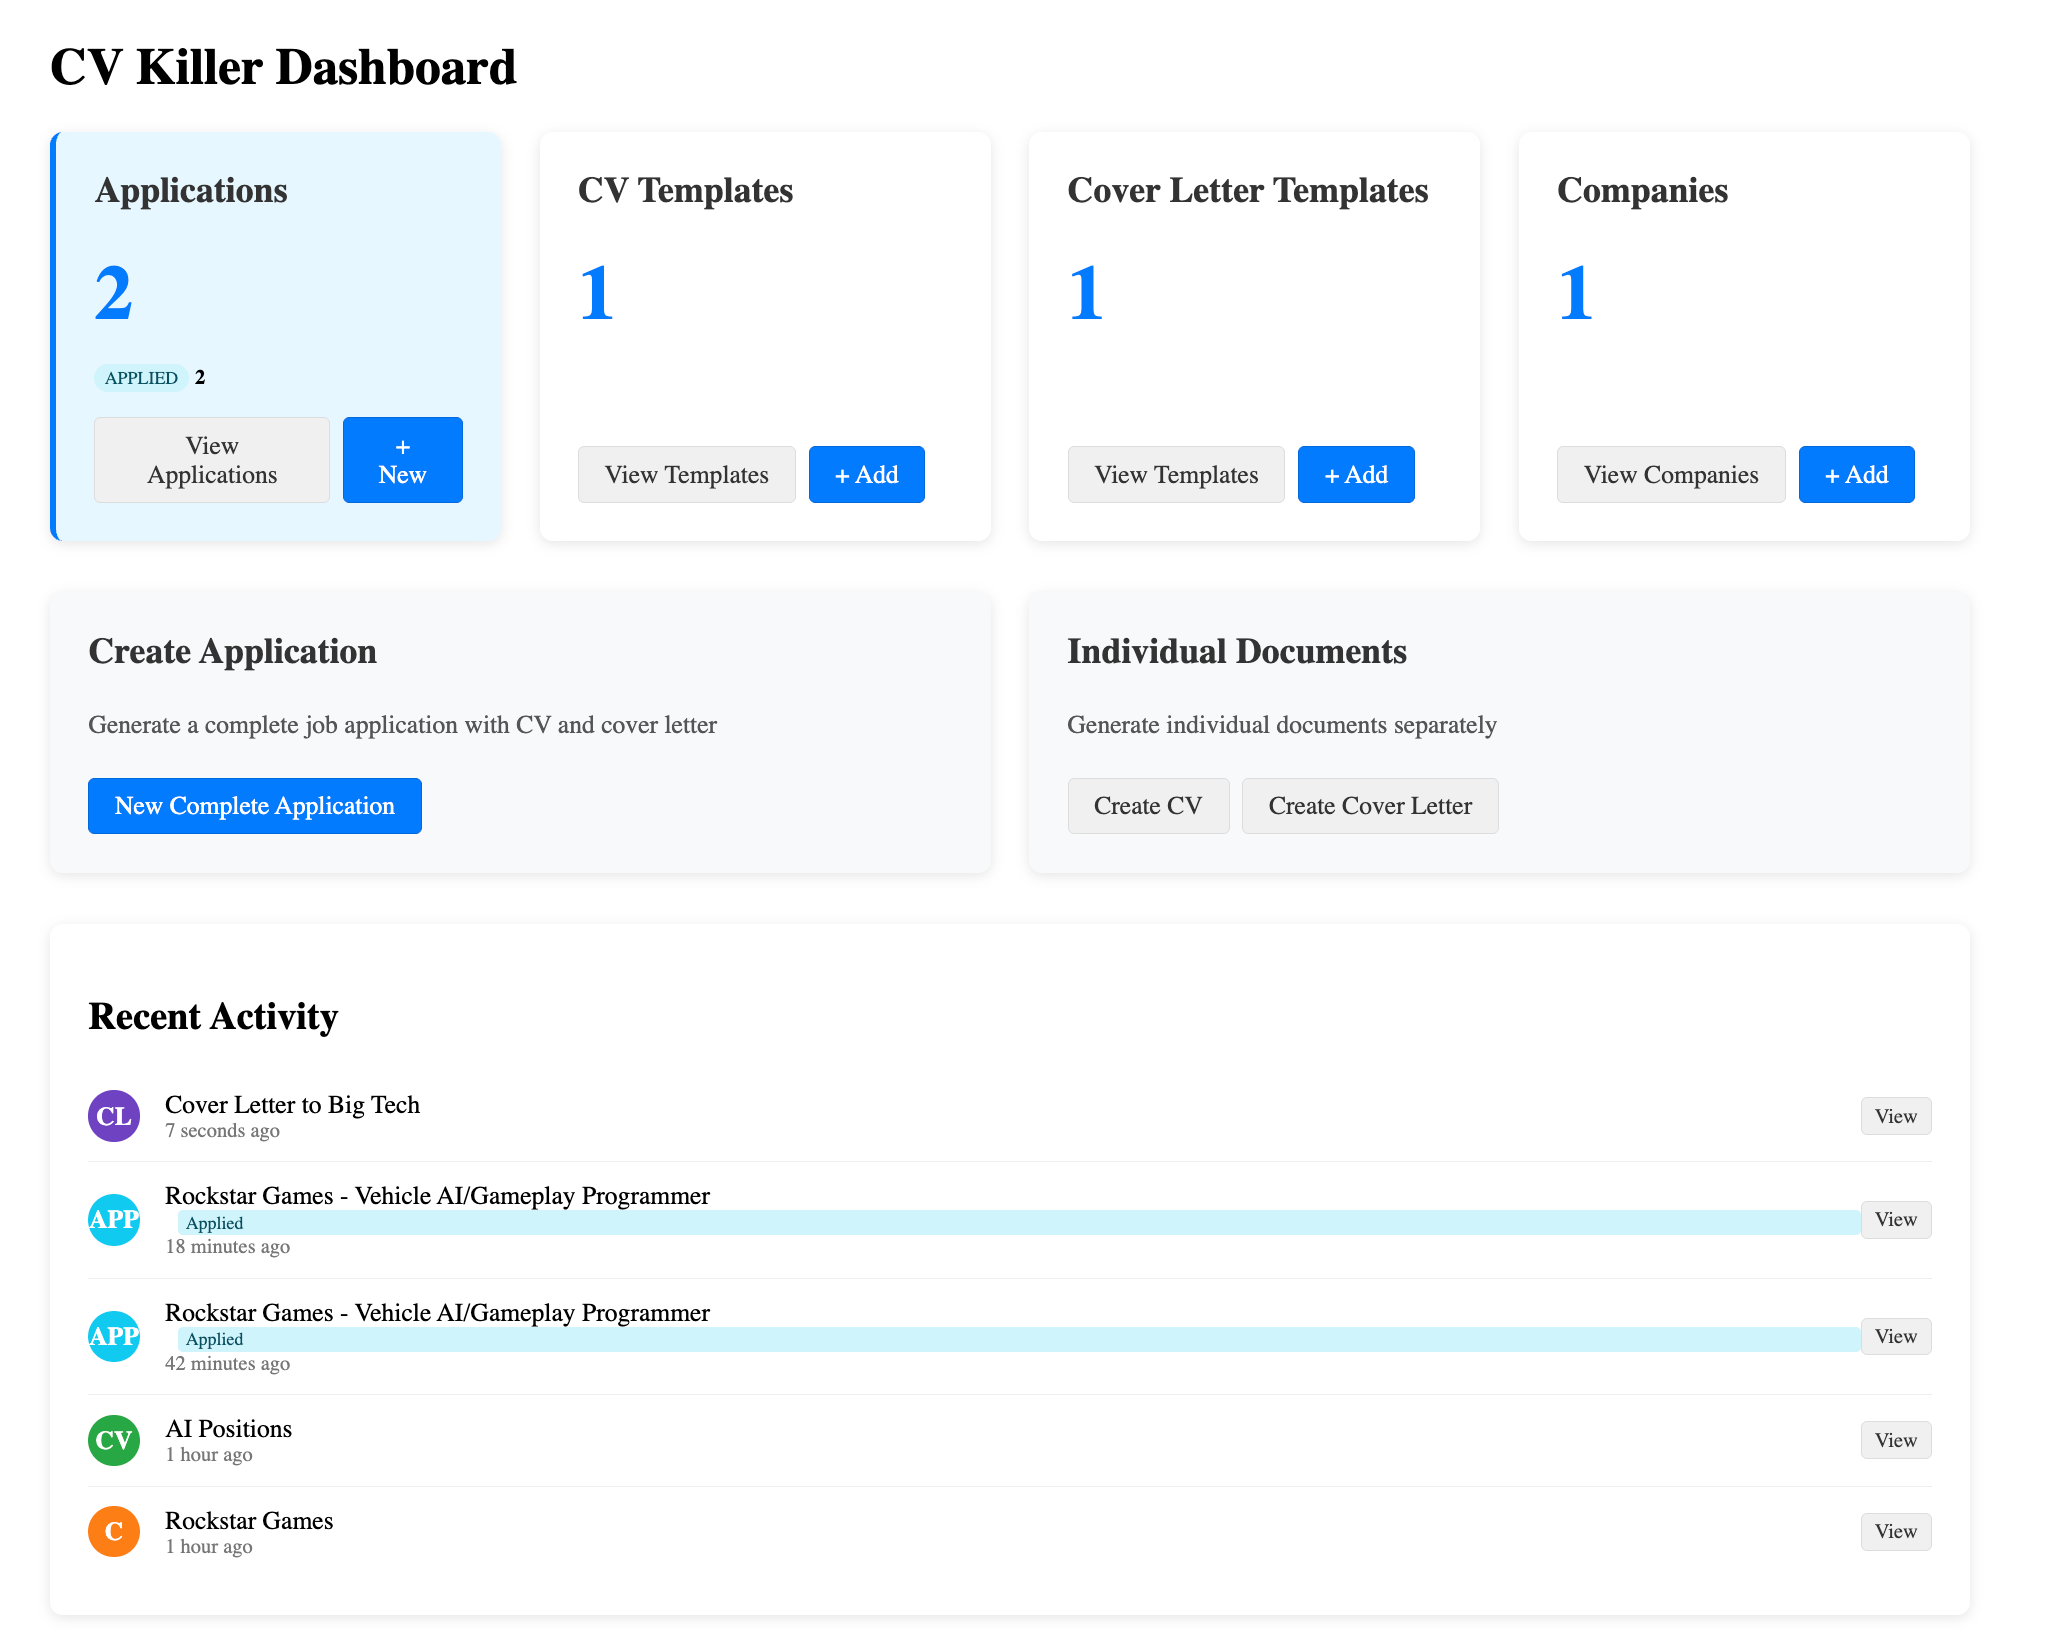 CV Killer Dashboard
Applications
2
APPLIED 2
View
Applications
+
New
CV Templates
1
View Templates
+ Add
Cover Letter Templates
1
View Templates
+ Add
Companies
1
View Companies
+ Add
Create Application
Generate a complete job application with CV and cover letter
New Complete Application
Individual Documents
Generate individual documents separately
Create CV
Create Cover Letter
Recent Activity
CL
Cover Letter to Big Tech
7 seconds ago
View
APP
Rockstar Games - Vehicle AI/Gameplay Programmer
Applied
18 minutes ago
View
APP
Rockstar Games - Vehicle AI/Gameplay Programmer
Applied
42 minutes ago
View
CV
AI Positions
1 hour ago
View
C
Rockstar Games
1 hour ago
View